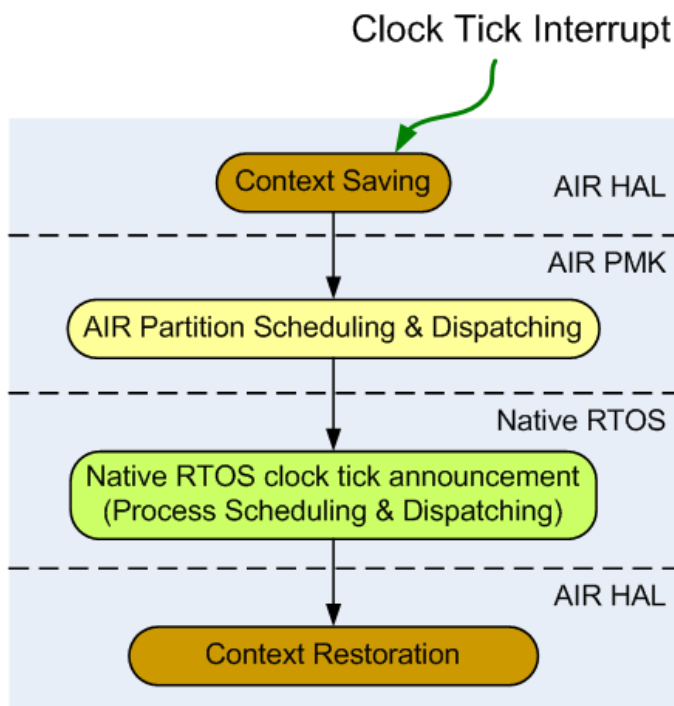 Clock Tick Interrupt
Context Saving
AIR HAL
AIR PMK
AIR Partition Scheduling & Dispatching
Native RTOS
Native RTOS clock tick announcement
(Process Scheduling & Dispatching)
AIR HAL
Context Restoration